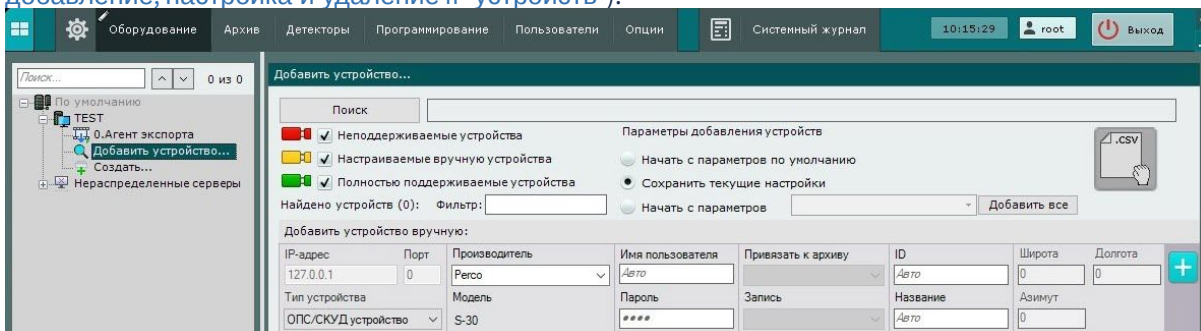 добавление, настройка и удаление IP-устройств").
Оборудование Архив Детекторы Программирование Пользователи Опции Системный журнал 10:15:29 root Выход
Поиск... 0 из 0
По умолчанию
TEST
0.Агент экспорта
Добавить устройство...
Создать...
Нераспределенные серверы
Добавить устройство...
Поиск
Неподдерживаемые устройства
Настраиваемые вручную устройства
Полностью поддерживаемые устройства
Параметры добавления устройств
Начать с параметров по умолчанию
Сохранить текущие настройки
Начать с параметров Добавить все
.csv
Найдено устройств (0): Фильтр:
Добавить устройство вручную:
IP-адрес Порт Производитель Имя пользователя Привязать к архиву ID Широта Долгота
127.0.0.1 0 Perco Авто Авто 0 0
Тип устройства Модель Пароль Запись Название Азимут
ОПС/СКУД устройство S-30 **** Авто 0